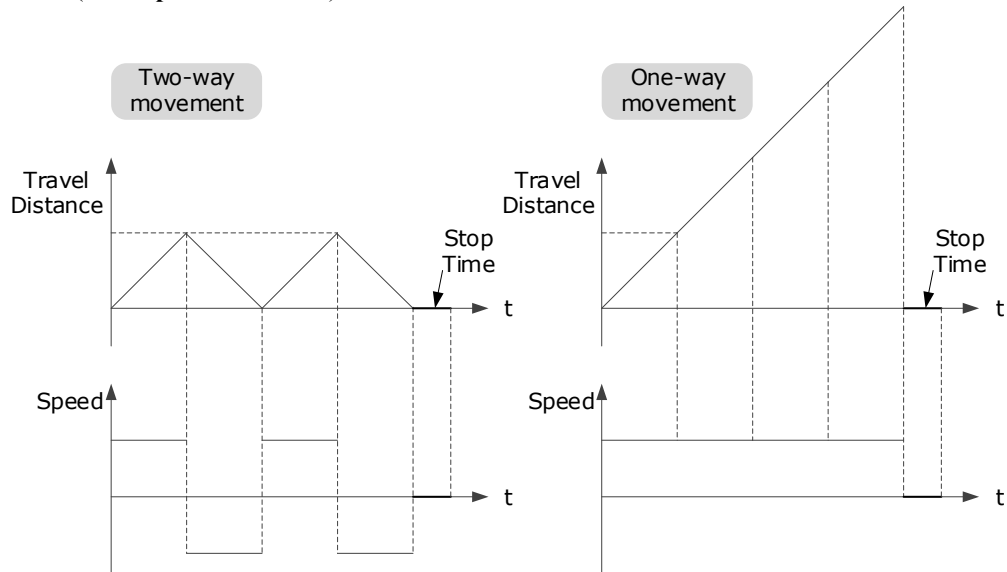 Two-way
movement
Travel
Distance
Stop
Time
t
Speed
t
One-way
movement
Travel
Distance
Stop
Time
t
Speed
t